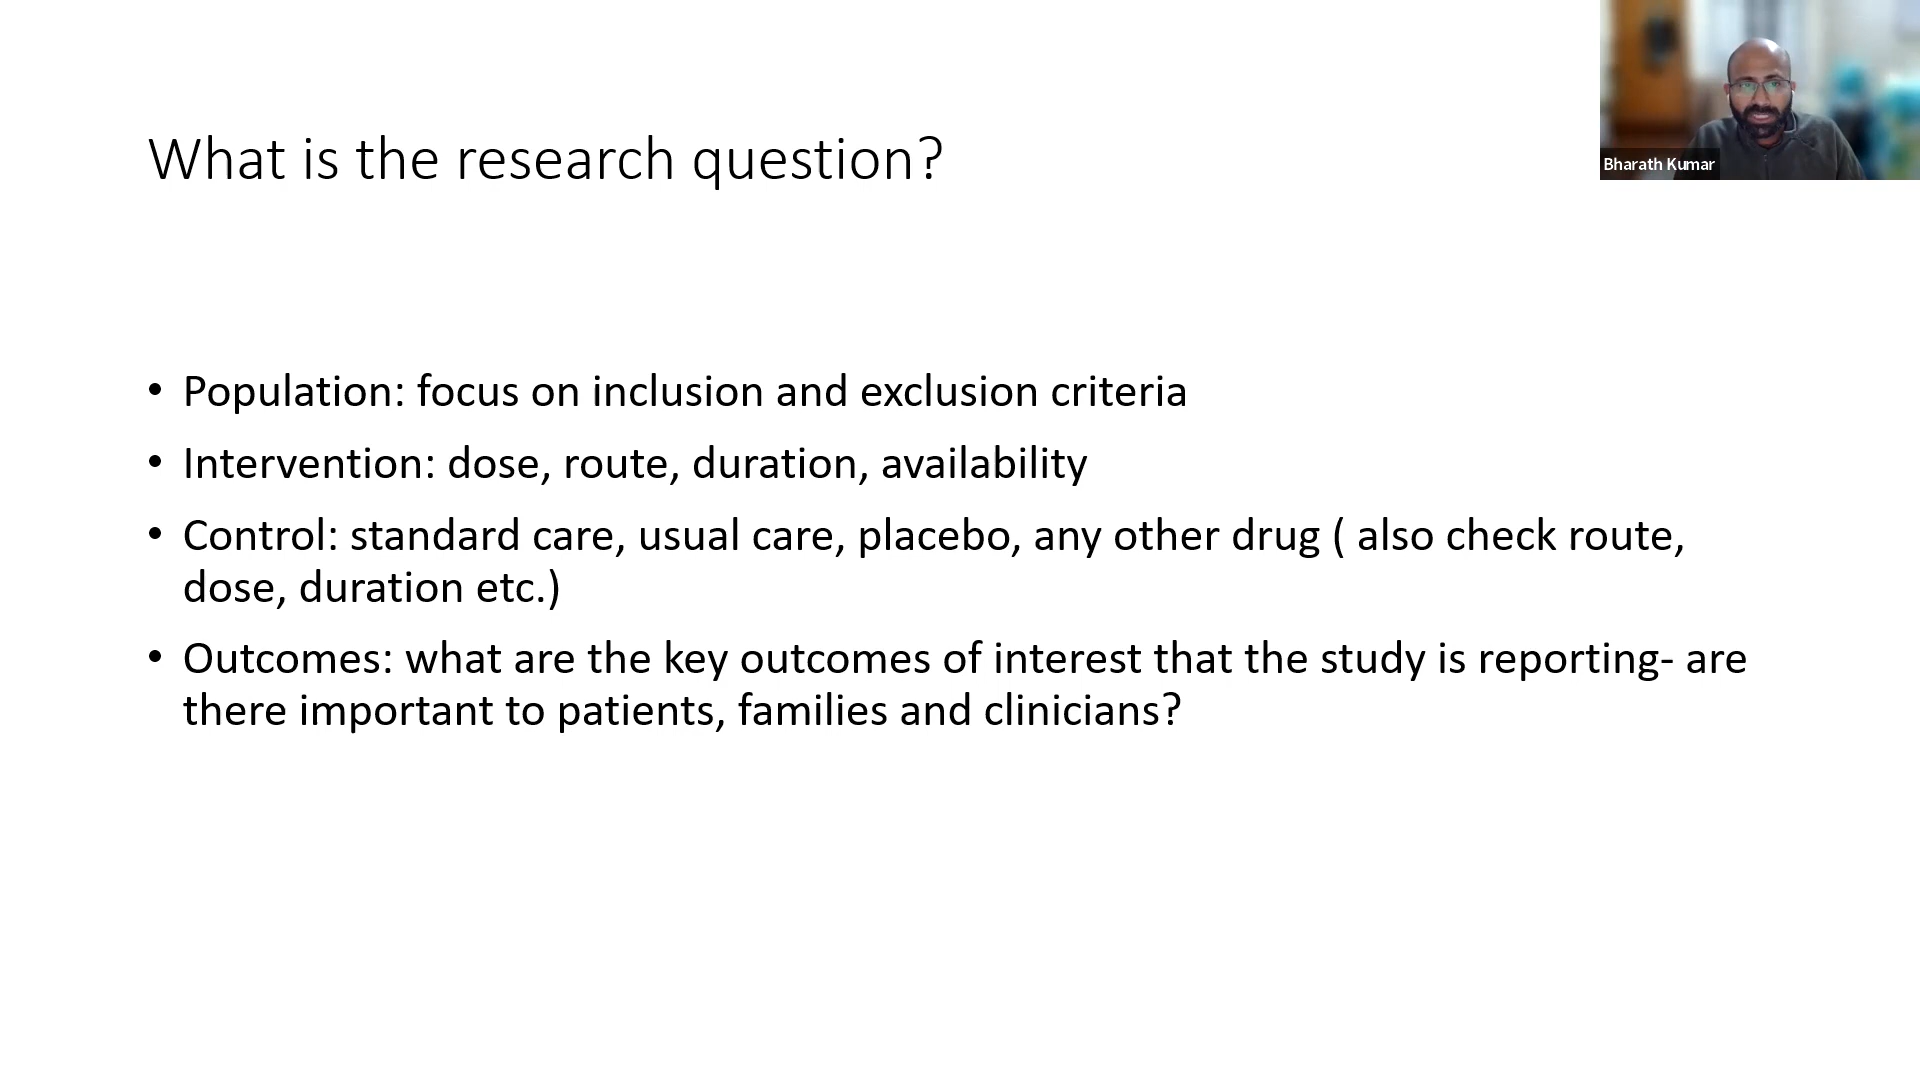 What is the research question?
Bharath Kumar
• Population: focus on inclusion and exclusion criteria
• Intervention: dose, route, duration, availability
• Control: standard care, usual care, placebo, any other drug ( also check route,
dose, duration etc.)
• Outcomes: what are the key outcomes of interest that the study is reporting- are
there important to patients, families and clinicians?